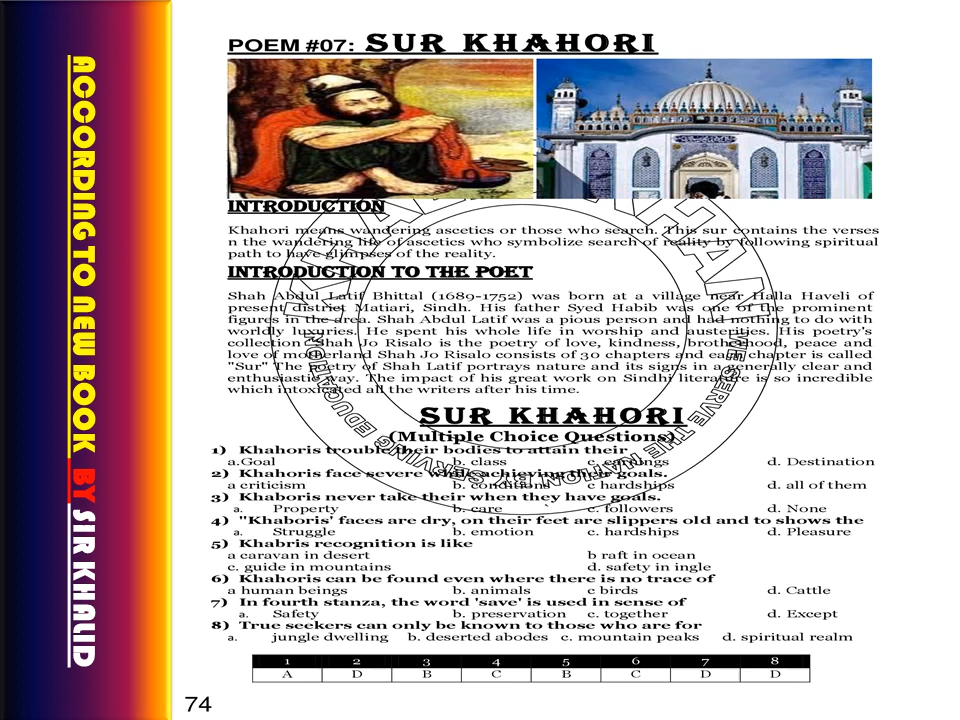 ACCORDING TO NEW BOOK BY SIR KHALID
POEM #07: SUR KHAHORI
INTRODUCTION
Khahori means wandering ascetics or those who search. This sur contains the verses
n the wandering life of ascetics who symbolize search of reality by following spiritual
path to have glimpses of the reality.
INTRODUCTION TO THE POET
Shah Abdul Latif Bhittal (1689-1752) was born at a village near Halla Haveli of
present district Matiari, Sindh. His father Syed Habib was one of the prominent
figures in the area. Shah Abdul Latif was a pious person and had nothing to do with
worldly luxuries. He spent his whole life in worship and austerities. His poetry's
collection Shah Jo Risalo is the poetry of love, kindness, brotherhood, peace and
love of motherland Shah Jo Risalo consists of 30 chapters and each chapter is called
"Sur" The poetry of Shah Latif portrays nature and its signs in a generally clear and
enthusiastic way. The impact of his great work on Sindhi literature is so incredible
which intoxicated all the writers after his time.
SUR KHAHORI
(Multiple Choice Questions)
1) Khahoris trouble their bodies to attain their
a.Goal b. class c. earnings d. Destination
2) Khahoris face severe while achieving their goals.
a criticism b. conditions c hardships d. all of them
3) Khaboris never take their when they have goals.
a. Property b. care c. followers d. None
4) "Khaboris' faces are dry, on their feet are slippers old and to shows the
a. Struggle b. emotion c. hardships d. Pleasure
5) Khabris recognition is like
a caravan in desert b raft in ocean
c. guide in mountains d. safety in ingle
6) Khahoris can be found even where there is no trace of
a human beings b. animals c birds d. Cattle
7) In fourth stanza, the word 'save' is used in sense of
a. Safety b. preservation c. together d. Except
8) True seekers can only be known to those who are for
a. jungle dwelling b. deserted abodes c. mountain peaks d. spiritual realm
1 2 3 4 5 6 7 8
A D B C B C D D
74
WE SERVE THE NATION BY SERVING EDUCATION